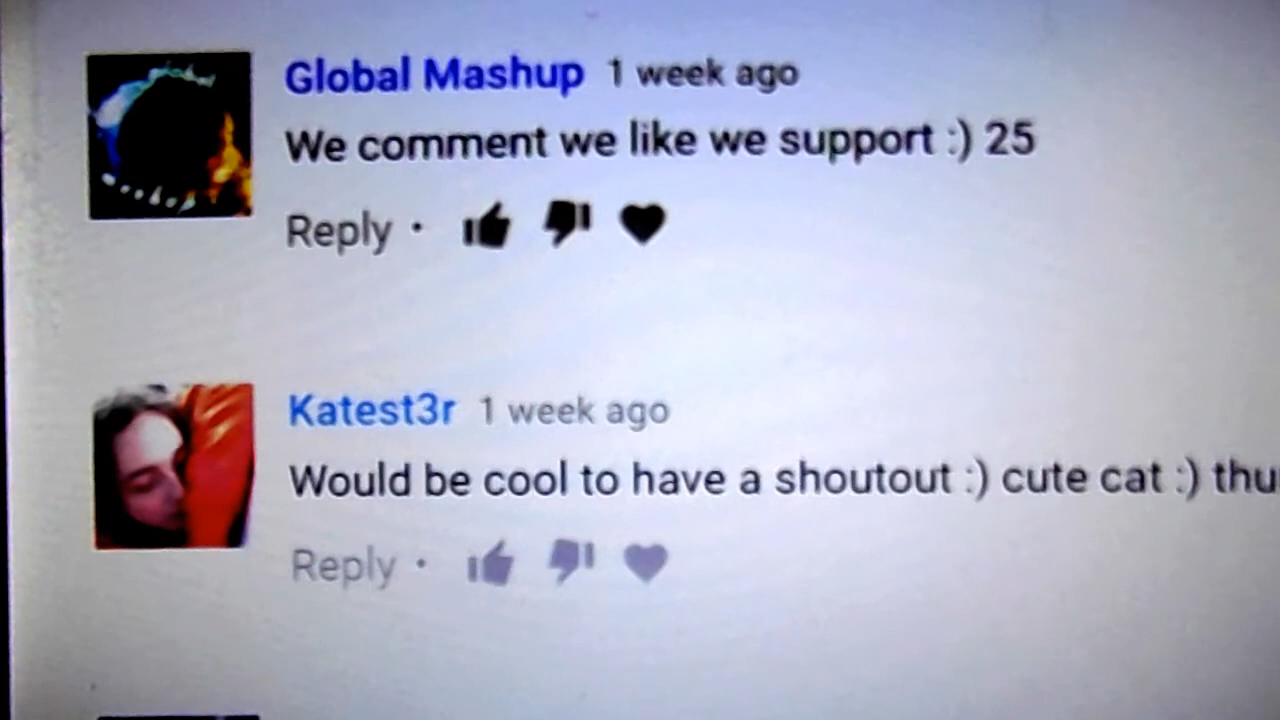 Global Mashup 1 week ago
We comment we like we support :) 25
Reply ·
Katest3r 1 week ago
Would be cool to have a shoutout :) cute cat :) thu
Reply ·